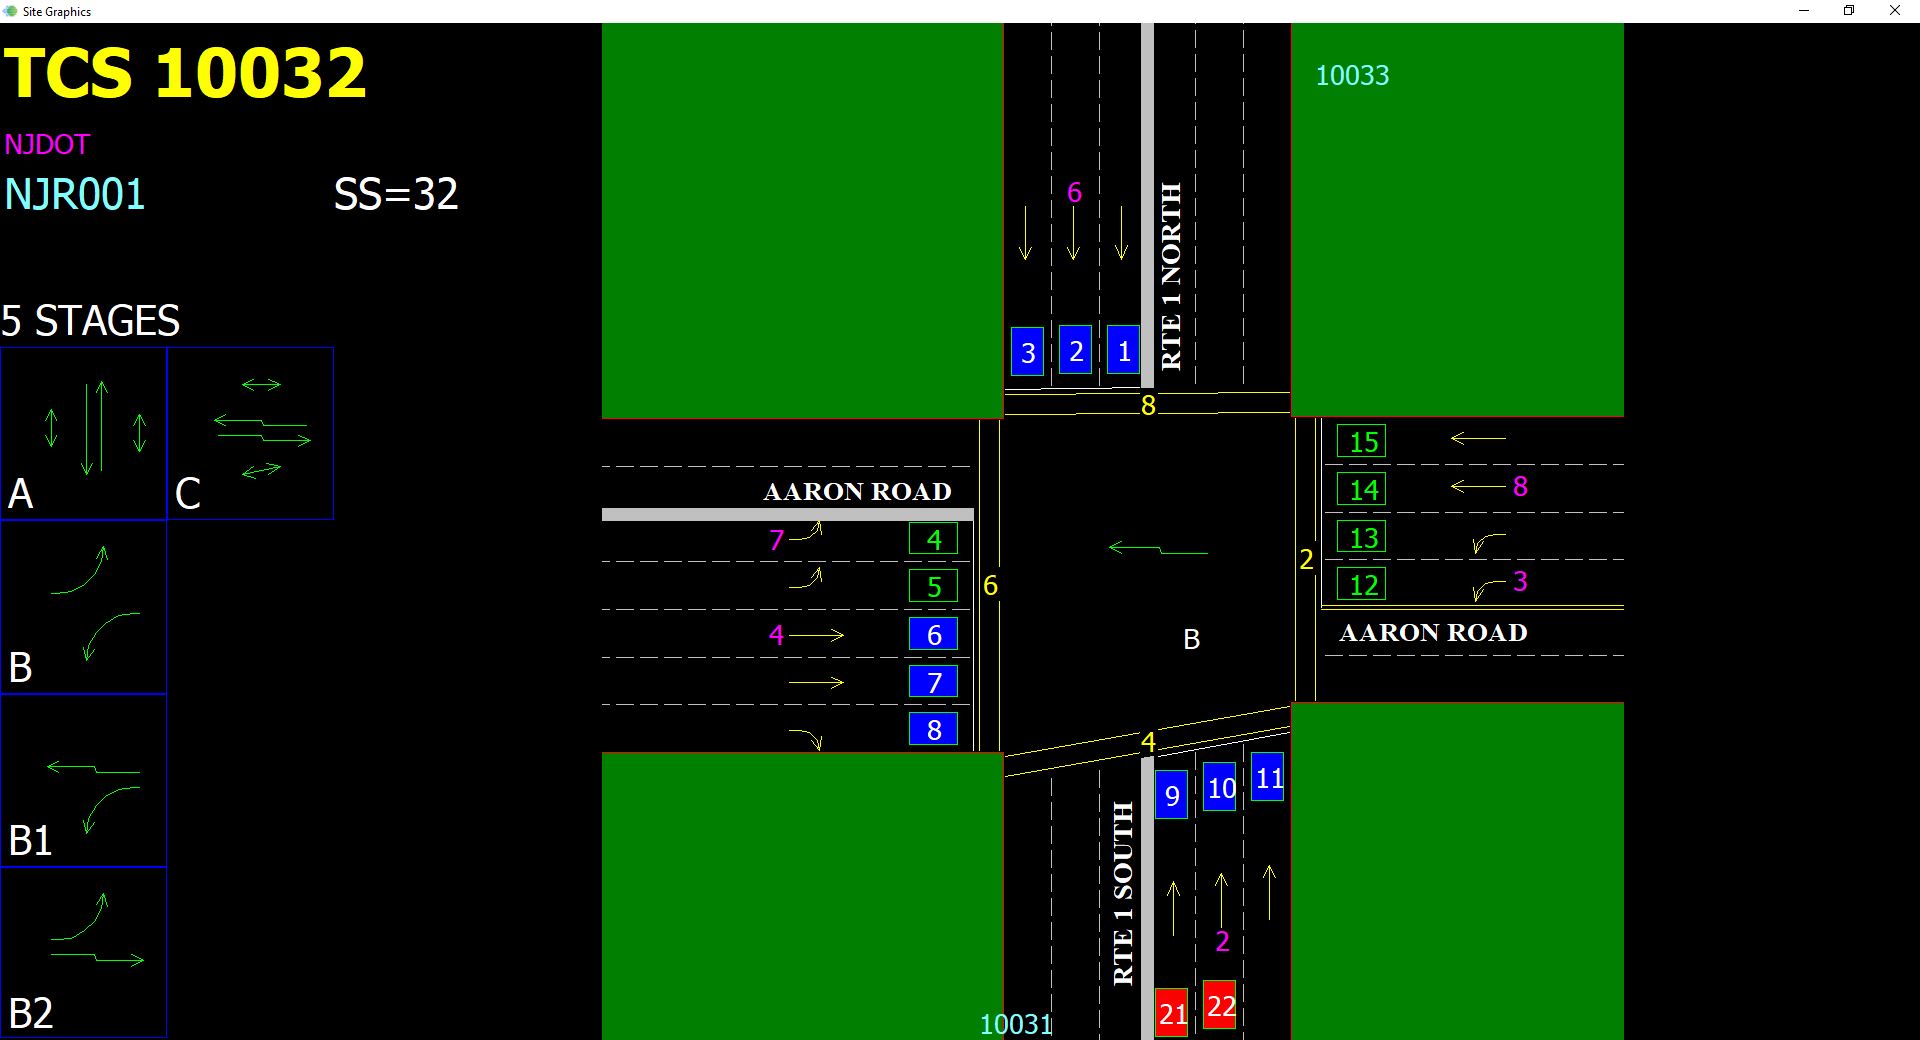 Site Graphics
TCS 10032
NJDOT
NJR001 SS=32
5 STAGES
A
C
B
B1
B2
10033
6
RTE 1 NORTH
3 2 1
8
15
AARON ROAD
14 8
7 4
13
5
6
2
12 3
B
4 6
AARON ROAD
7
8
4
9 10 11
RTE 1 SOUTH
2
21 22
10031